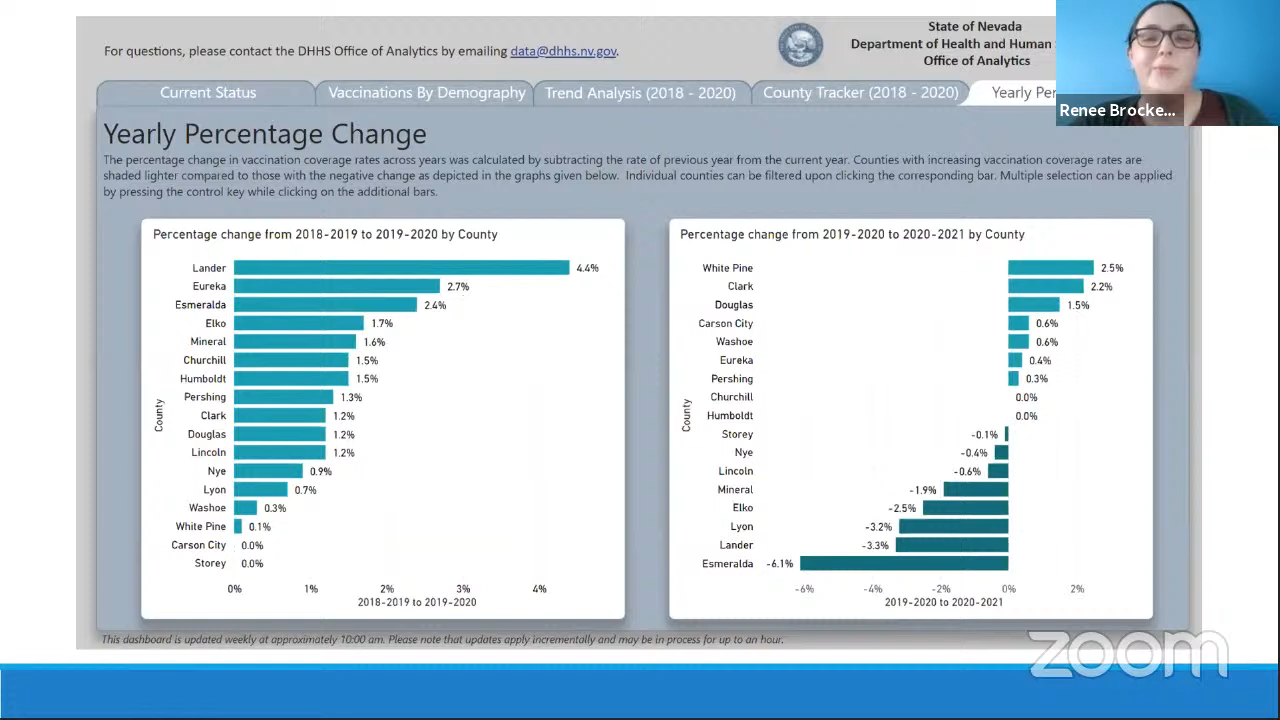 For questions, please contact the DHHS Office of Analytics by emailing data@dhhs.nv.gov.
State of Nevada
Department of Health and Human S
Office of Analytics
Renee Brocke...
Current Status
Vaccinations By Demography
Trend Analysis (2018 - 2020)
County Tracker (2018 - 2020)
Yearly Pe
Yearly Percentage Change
The percentage change in vaccination coverage rates across years was calculated by subtracting the rate of previous year from the current year. Counties with increasing vaccination coverage rates are
shaded lighter compared to those with the negative change as depicted in the graphs given below. Individual counties can be filtered upon clicking the corresponding bar. Multiple selection can be applied
by pressing the control key while clicking on the additional bars.
Percentage change from 2018-2019 to 2019-2020 by County
County
Lander 4.4%
Eureka 2.7%
Esmeralda 2.4%
Elko 1.7%
Mineral 1.6%
Churchill 1.5%
Humboldt 1.5%
Pershing 1.3%
Clark 1.2%
Douglas 1.2%
Lincoln 1.2%
Nye 0.9%
Lyon 0.7%
Washoe 0.3%
White Pine 0.1%
Carson City 0.0%
Storey 0.0%
0% 1% 2% 3% 4%
2018-2019 to 2019-2020
Percentage change from 2019-2020 to 2020-2021 by County
County
White Pine 2.5%
Clark 2.2%
Douglas 1.5%
Carson City 0.6%
Washoe 0.6%
Eureka 0.4%
Pershing 0.3%
Churchill 0.0%
Humboldt 0.0%
Storey -0.1%
Nye -0.4%
Lincoln -0.6%
Mineral -1.9%
Elko -2.5%
Lyon -3.2%
Lander -3.3%
Esmeralda -6.1%
-6% -4% -2% 0% 2%
2019-2020 to 2020-2021
This dashboard is updated weekly at approximately 10:00 am. Please note that updates apply incrementally and may be in process for up to an hour.
zoom